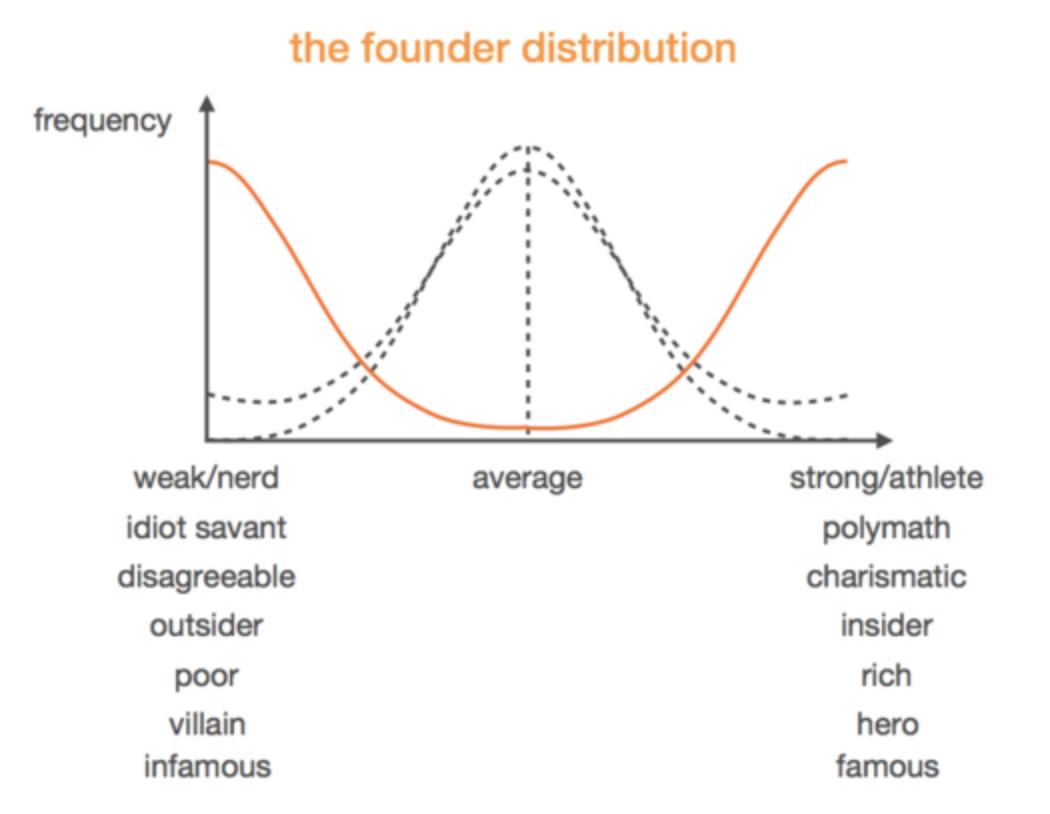 the founder distribution
frequency
weak/nerd average strong/athlete
idiot savant polymath
disagreeable charismatic
outsider insider
poor rich
villain hero
infamous famous